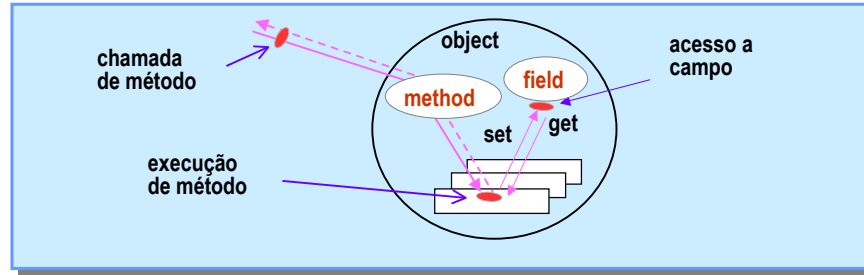 chamada
de método
object
acesso a
campo
method
field
set
get
execução
de método